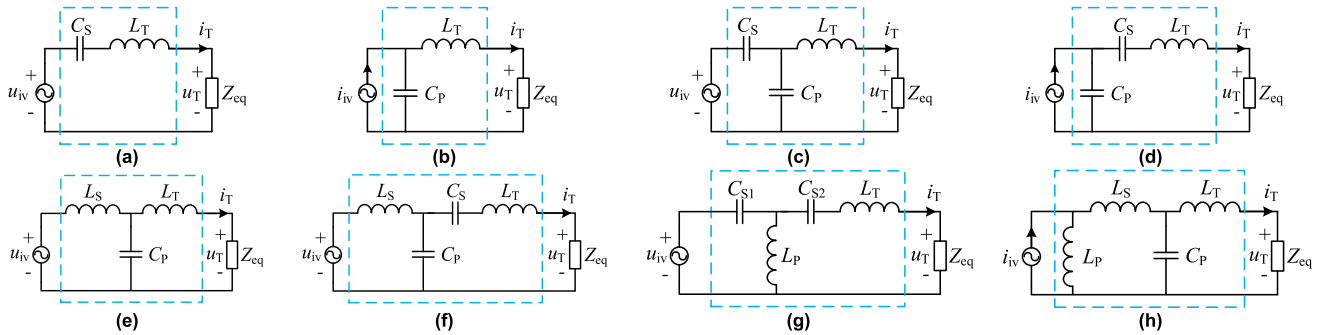 C_S L_T i_T
u_iv + - + u_T - Z_eq
(a)
L_T i_T
i_iv C_P + u_T - Z_eq
(b)
C_S L_T i_T
u_iv + - C_P + u_T - Z_eq
(c)
C_S L_T i_T
i_iv C_P + u_T - Z_eq
(d)
L_S L_T i_T
u_iv + - C_P + u_T - Z_eq
(e)
L_S C_S L_T i_T
u_iv + - C_P + u_T - Z_eq
(f)
C_S1 C_S2 L_T i_T
u_iv + - L_P + u_T - Z_eq
(g)
L_S L_T i_T
i_iv L_P C_P + u_T - Z_eq
(h)